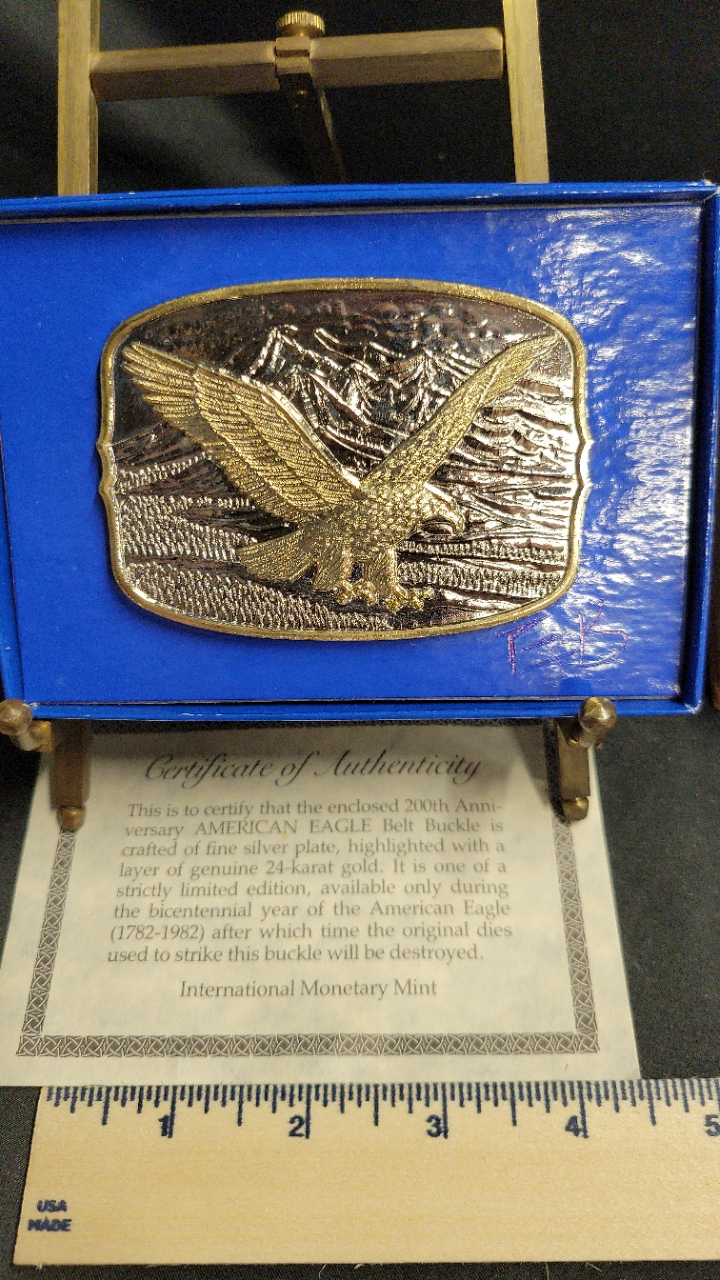 EB
Certificate of Authenticity
This is to certify that the enclosed 200th Anni-
versary AMERICAN EAGLE Belt Buckle is
crafted of fine silver plate, highlighted with a
layer of genuine 24-karat gold. It is one of a
strictly limited edition, available only during
the bicentennial year of the American Eagle
(1782-1982) after which time the original dies
used to strike this buckle will be destroyed.
International Monetary Mint
1 2 3 4 5
USA
MADE